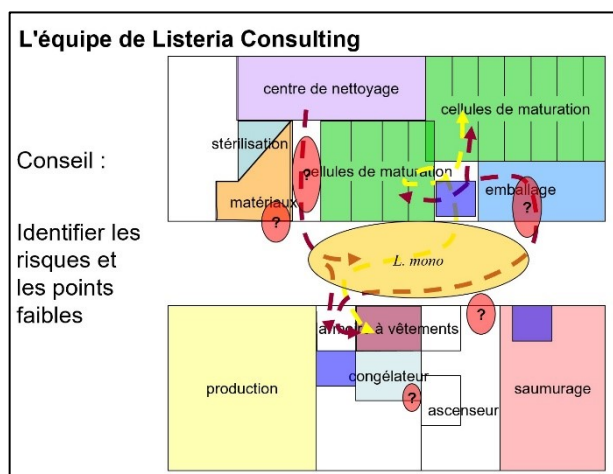 L'équipe de Listeria Consulting
centre de nettoyage
cellules de maturation
stérilisation
cellules de maturation
matériaux
emballage
?
?
?
Conseil :
Identifier les
risques et
les points
faibles
L. mono
?
armoire à vêtements
production
congélateur
saumurage
?
ascenseur